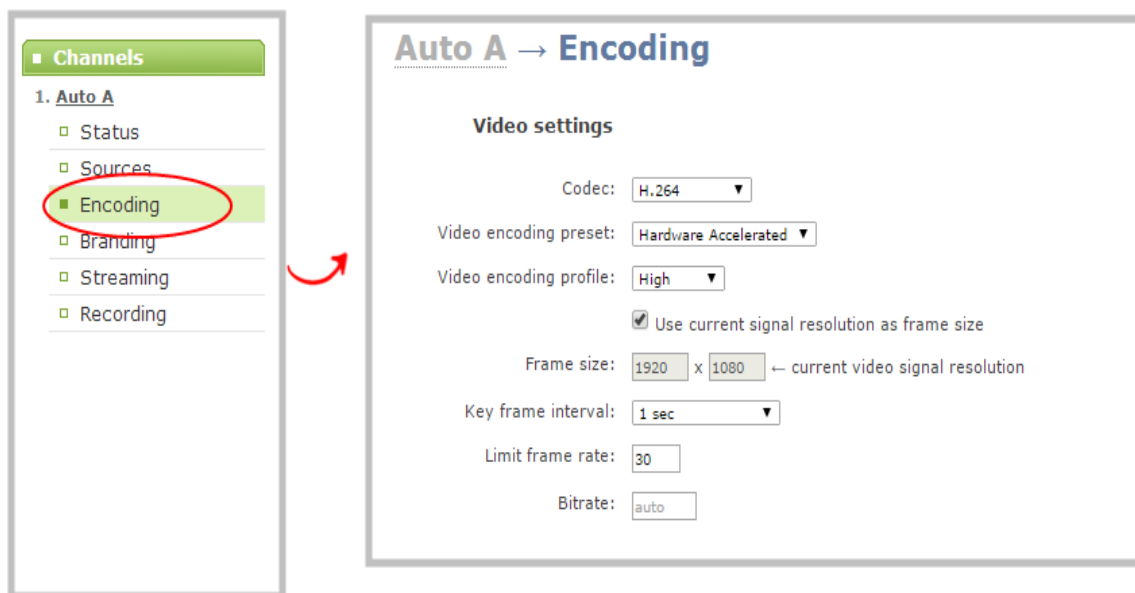 Channels
1. Auto A
Status
Sources
Encoding
Branding
Streaming
Recording
Auto A → Encoding
Video settings
Codec: H.264
Video encoding preset: Hardware Accelerated
Video encoding profile: High
Use current signal resolution as frame size
Frame size: 1920 x 1080 ← current video signal resolution
Key frame interval: 1 sec
Limit frame rate: 30
Bitrate: auto